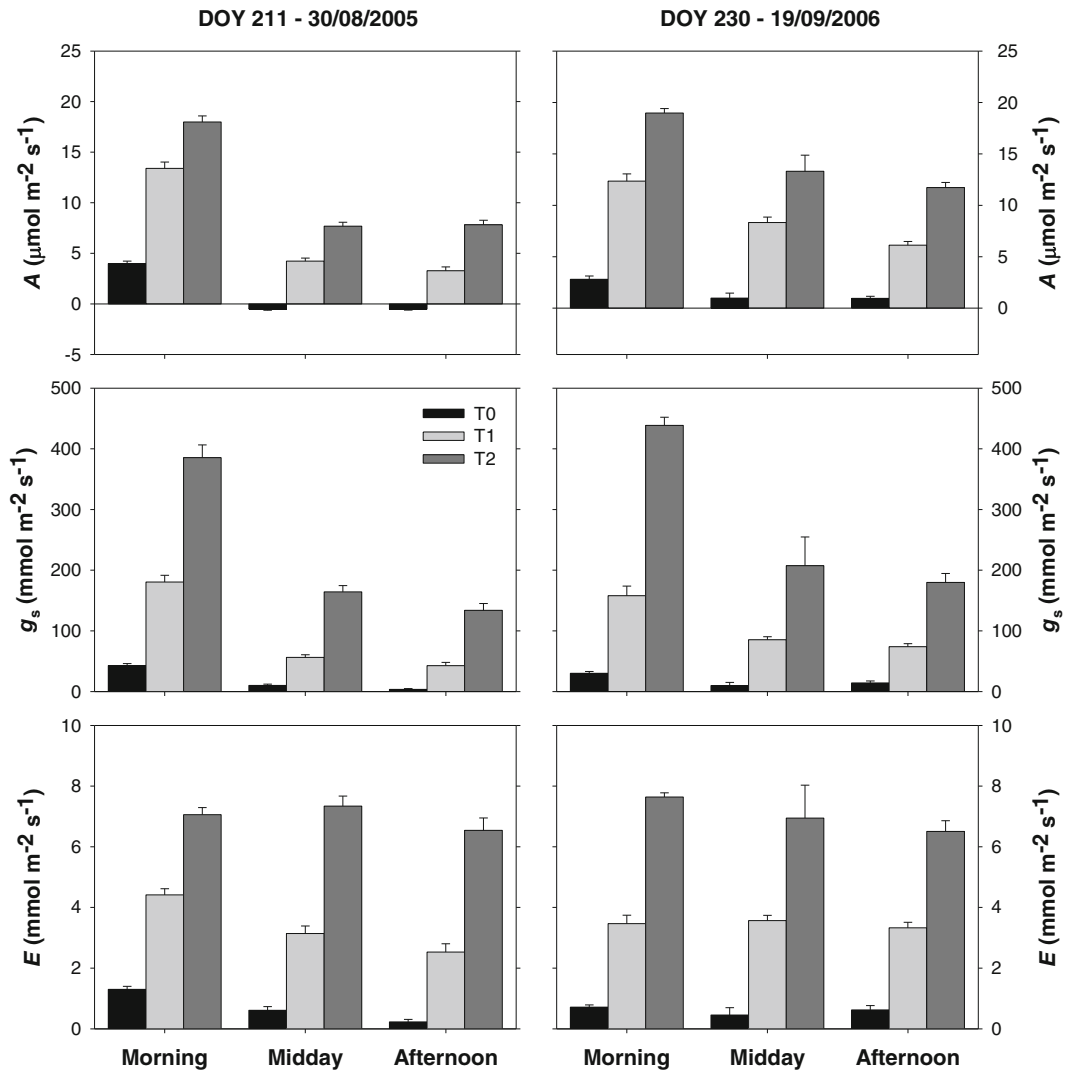 DOY 211 - 30/08/2005
DOY 230 - 19/09/2006
A (μmol m-2 s-1)
25
20
15
10
5
0
-5
25
20
15
10
5
0
-5
A (μmol m-2 s-1)
gs (mmol m-2 s-1)
500
400
300
200
100
0
T0
T1
T2
500
400
300
200
100
0
gs (mmol m-2 s-1)
E (mmol m-2 s-1)
10
8
6
4
2
0
10
8
6
4
2
0
E (mmol m-2 s-1)
Morning Midday Afternoon
Morning Midday Afternoon